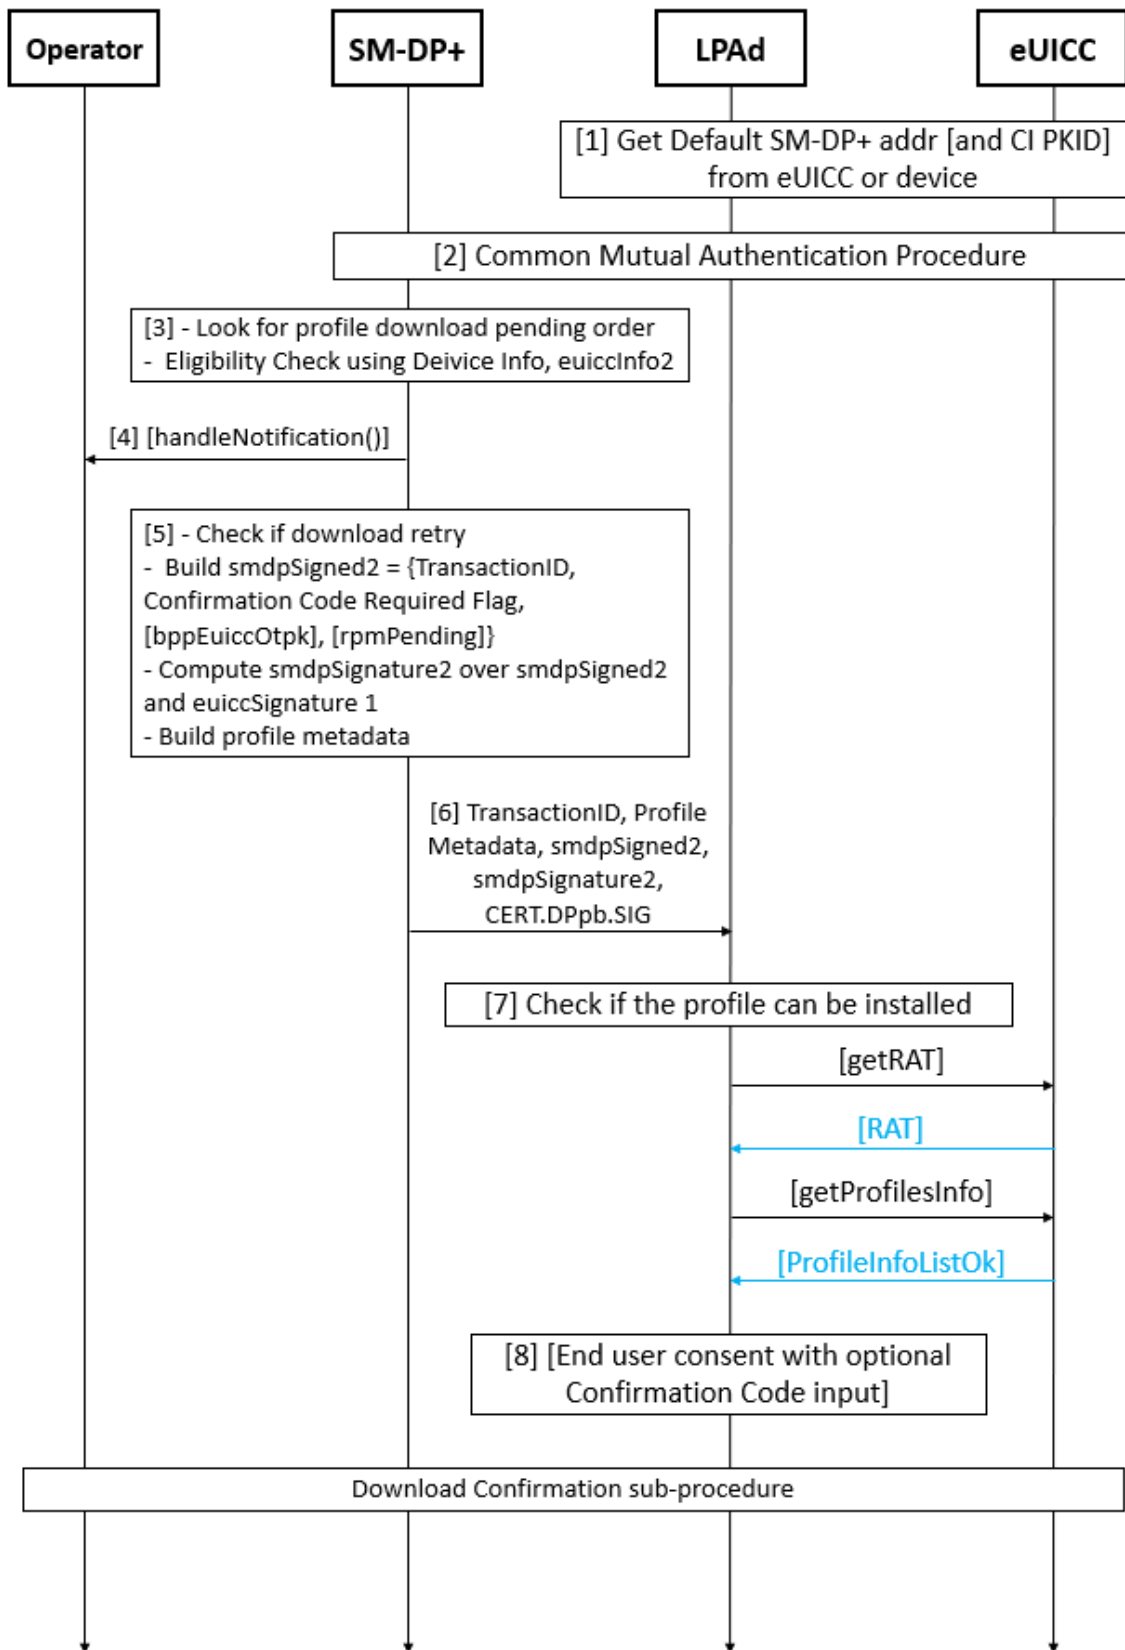 Operator
SM-DP+
LPAd
eUICC
[1] Get Default SM-DP+ addr [and CI PKID]
from eUICC or device
[2] Common Mutual Authentication Procedure
[3] - Look for profile download pending order
- Eligibility Check using Deivice Info, euiccInfo2
[4] [handleNotification()]
[5] - Check if download retry
- Build smdpSigned2 = {TransactionID,
Confirmation Code Required Flag,
[bppEuiccOtpk], [rpmPending]}
- Compute smdpSignature2 over smdpSigned2
and euiccSignature 1
- Build profile metadata
[6] TransactionID, Profile
Metadata, smdpSigned2,
smdpSignature2,
CERT.DPpb.SIG
[7] Check if the profile can be installed
[getRAT]
[RAT]
[getProfilesInfo]
[ProfileInfoListOk]
[8] [End user consent with optional
Confirmation Code input]
Download Confirmation sub-procedure